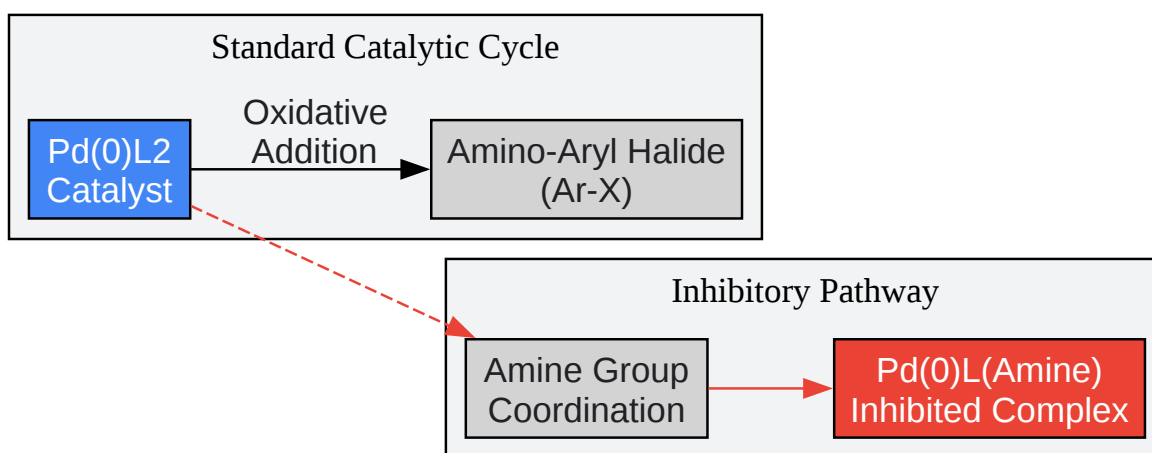 Standard Catalytic Cycle
Oxidative
Addition
Pd(0)L2
Catalyst
Amino-Aryl Halide
(Ar-X)
Inhibitory Pathway
Amine Group
Coordination
Pd(0)L(Amine)
Inhibited Complex